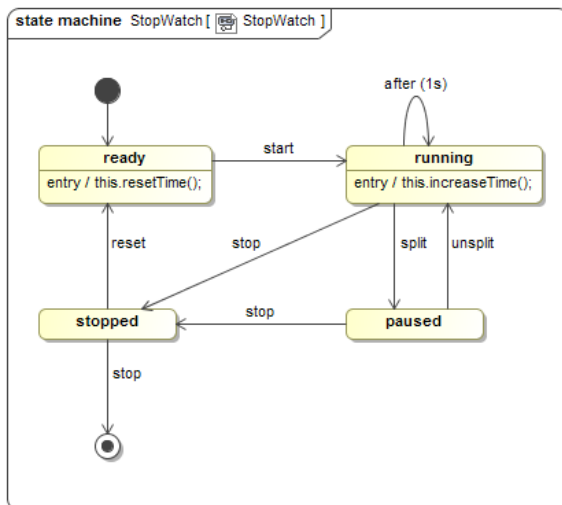 state machine StopWatch [ StopWatch ]
after (1s)
ready
start
running
entry / this.resetTime();
entry / this.increaseTime();
reset
stop
split
unsplit
stopped
stop
paused
stop